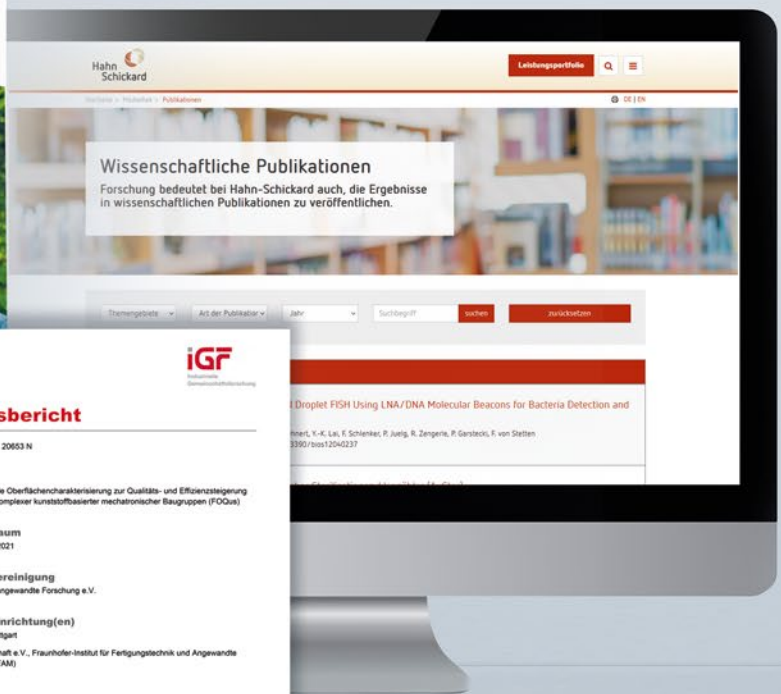 Hahn
Schickard
Leistungsportfolio
Startseite > Mediathek > Publikationen
DE | EN
Wissenschaftliche Publikationen
Forschung bedeutet bei Hahn-Schickard auch, die Ergebnisse
in wissenschaftlichen Publikationen zu veröffentlichen.
Themengebiete
Art der Publikation
Jahr
Suchbegriff
suchen
zurücksetzen
Droplet FISH Using LNA/DNA Molecular Beacons for Bacteria Detection and
Y.-K. Lai, F. Schlenker, P. Juelg, R. Zengerle, P. Garstecki, F. von Stetten
3390/bios12040237
iGF
Industrielle
Gemeinschaftsforschung
sbericht
20653 N
e Oberflächencharakterisierung zur Qualitäts- und Effizienzsteigerung
omplexer kunststoffbasierter mechatronischer Baugruppen (FOQus)
aum
2021
ereinigung
ngewandte Forschung e.V.
nrichtung(en)
ttgart
haft e.V., Fraunhofer-Institut für Fertigungstechnik und Angewandte
FAM)